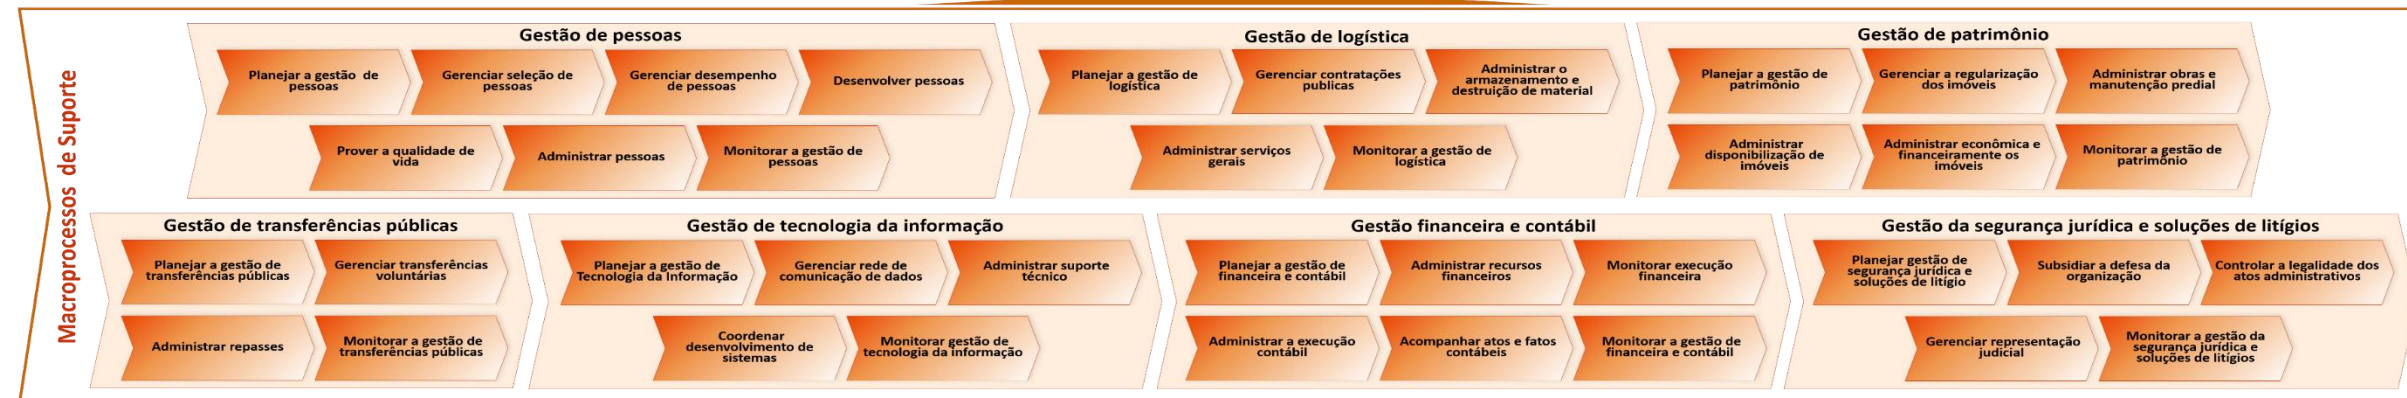 Macroprocessos de Suporte
Gestão de pessoas
Planejar a gestão de
pessoas
Gerenciar seleção de
pessoas
Gerenciar desempenho
de pessoas
Desenvolver pessoas
Prover a qualidade de
vida
Administrar pessoas
Monitorar a gestão de
pessoas
Gestão de logística
Planejar a gestão de
logística
Gerenciar contratações
publicas
Administrar o
armazenamento e
destruição de material
Administrar serviços
gerais
Monitorar a gestão de
logística
Gestão de patrimônio
Planejar a gestão de
patrimônio
Gerenciar a regularização
dos imóveis
Administrar obras e
manutenção predial
Administrar
disponibilização de
imóveis
Administrar econômica e
financeiramente os
imóveis
Monitorar a gestão de
patrimônio
Gestão de transferências públicas
Planejar a gestão de
transferências públicas
Gerenciar transferências
voluntárias
Administrar repasses
Monitorar a gestão de
transferências públicas
Gestão de tecnologia da informação
Planejar a gestão de
Tecnologia da Informação
Gerenciar rede de
comunicação de dados
Administrar suporte
técnico
Coordenar
desenvolvimento de
sistemas
Monitorar gestão de
tecnologia da informação
Gestão financeira e contábil
Planejar a gestão de
financeira e contábil
Administrar recursos
financeiros
Monitorar execução
financeira
Administrar a execução
contábil
Acompanhar atos e fatos
contábeis
Monitorar a gestão de
financeira e contábil
Gestão da segurança jurídica e soluções de litígios
Planejar gestão de
segurança jurídica e
soluções de litígio
Subsidiar a defesa da
organização
Controlar a legalidade dos
atos administrativos
Gerenciar representação
judicial
Monitorar a gestão da
segurança jurídica e
soluções de litígios